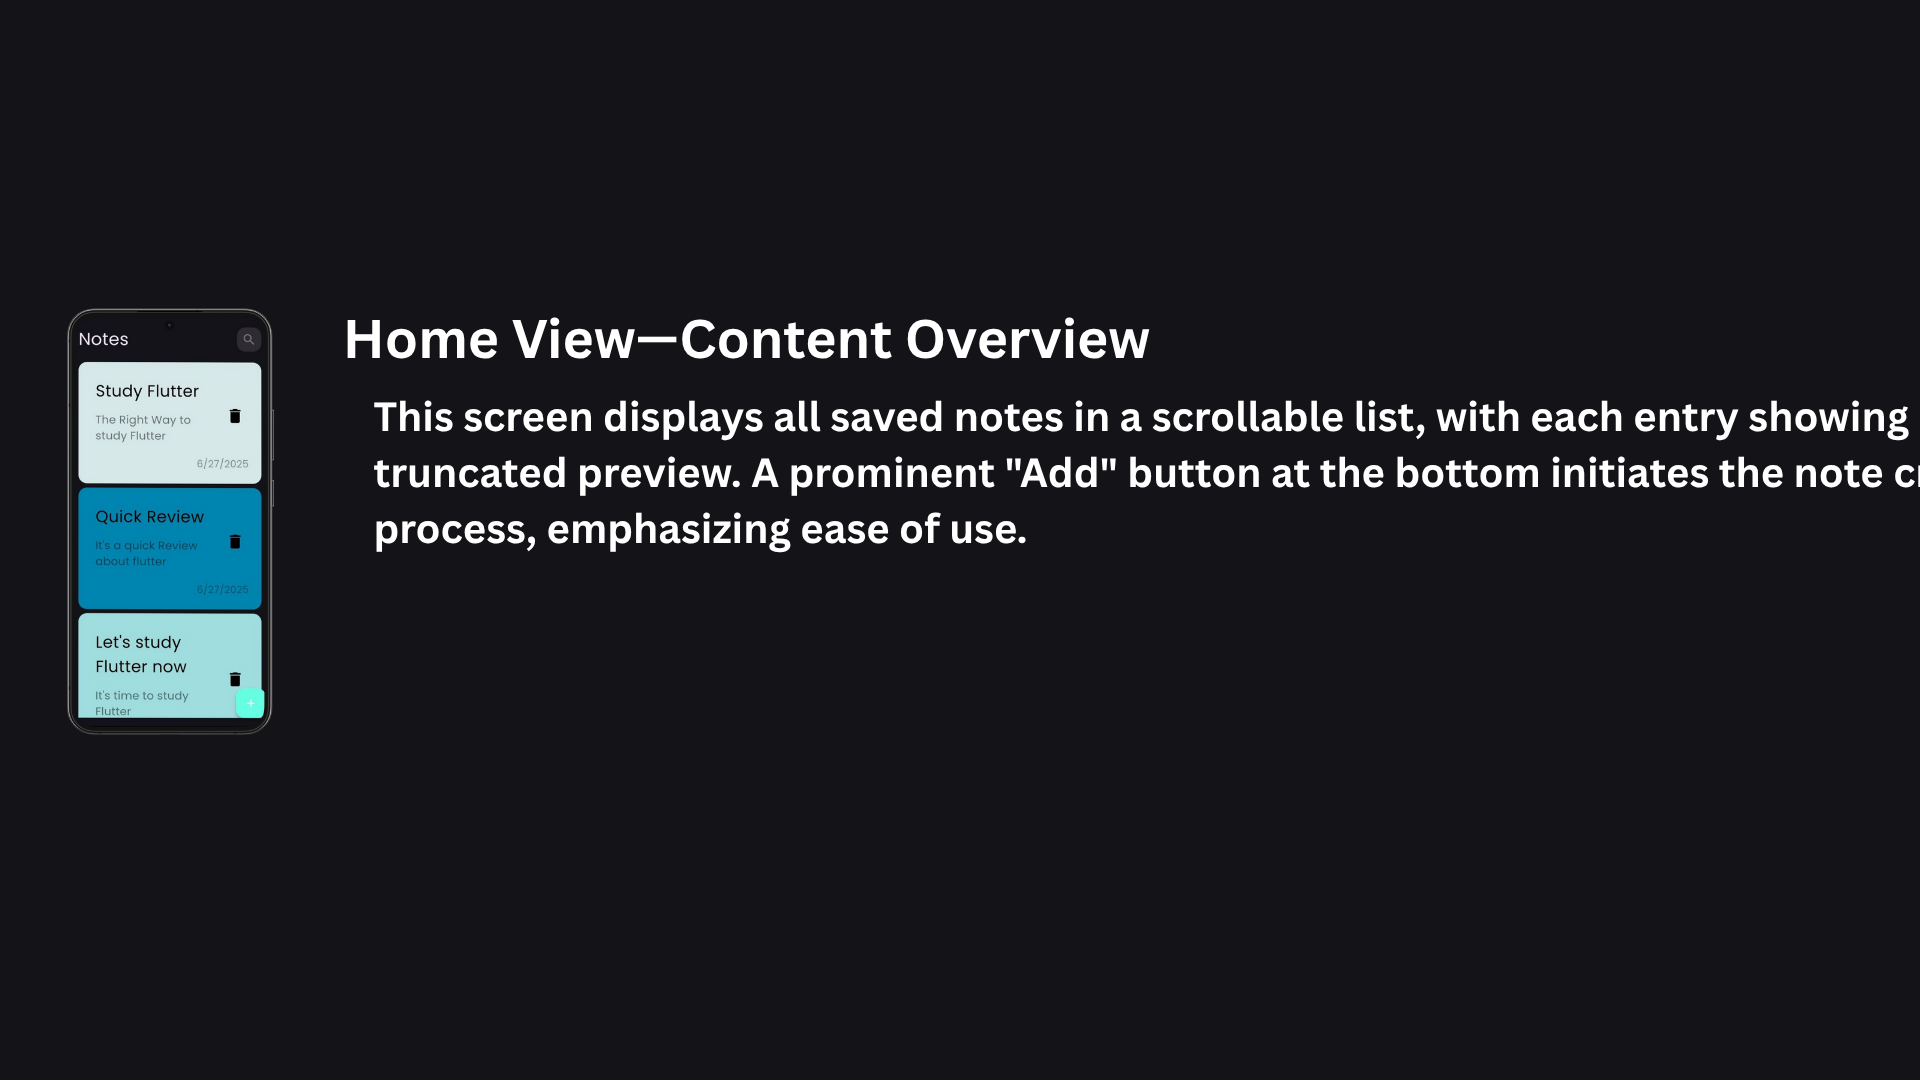 Notes
Study Flutter
The Right Way to
study Flutter
6/27/2025
Quick Review
It's a quick Review
about flutter
6/27/2025
Let's study
Flutter now
It's time to study
Flutter
+
Home View—Content Overview
This screen displays all saved notes in a scrollable list, with each entry showing
truncated preview. A prominent "Add" button at the bottom initiates the note
process, emphasizing ease of use.